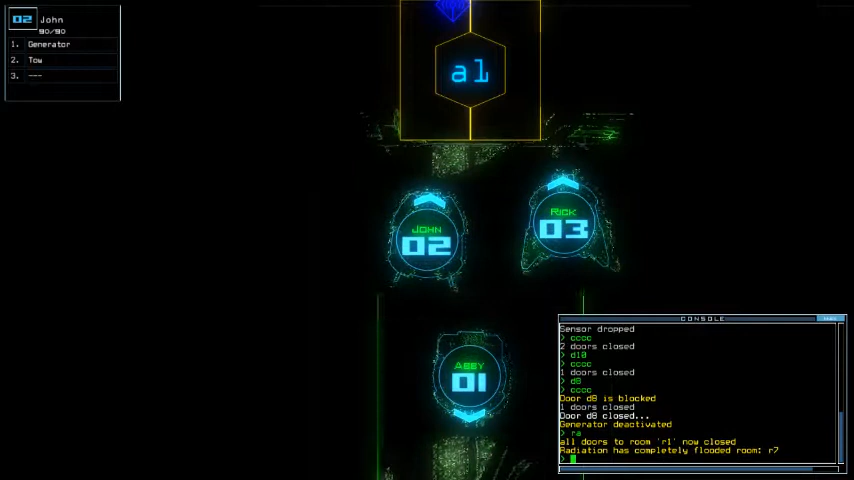 02 John
90/90
1. Generator
2. Tow
3. ---
a1
JOHN
02
RICK
03
ABBY
01
CONSOLE
Sensor dropped
> cccc
2 doors closed
> d10
> cccc
1 doors closed
> d8
> cccc
Door d8 is blocked
1 doors closed
Door d8 closed...
Generator deactivated
> ra
all doors to room 'r1' now closed
Radiation has completely flooded room: r7
>